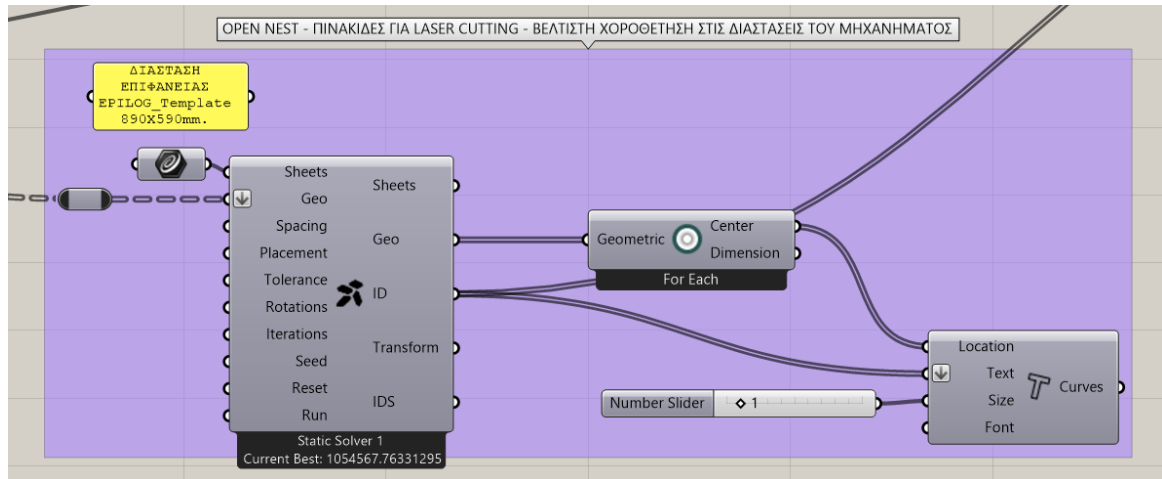 OPEN NEST - ΠΙΝΑΚΙΔΕΣ ΓΙΑ LASER CUTTING - ΒΕΛΤΙΣΤΗ ΧΟΡΟΘΕΤΗΣΗ ΣΤΙΣ ΔΙΑΣΤΑΣΕΙΣ ΤΟΥ ΜΗΧΑΝΗΜΑΤΟΣ
ΔΙΑΣΤΑΣΗ
ΕΠΙΦΑΝΕΙΑΣ
EPILOG_Template
890X590mm.
Sheets
Geo
Spacing
Placement
Tolerance
Rotations
Iterations
Seed
Reset
Run
Sheets
Geo
ID
Transform
IDS
Static Solver 1
Current Best: 1054567.76331295
Geometric
Center
Dimension
For Each
Number Slider
1
Location
Text
Size
Font
Curves